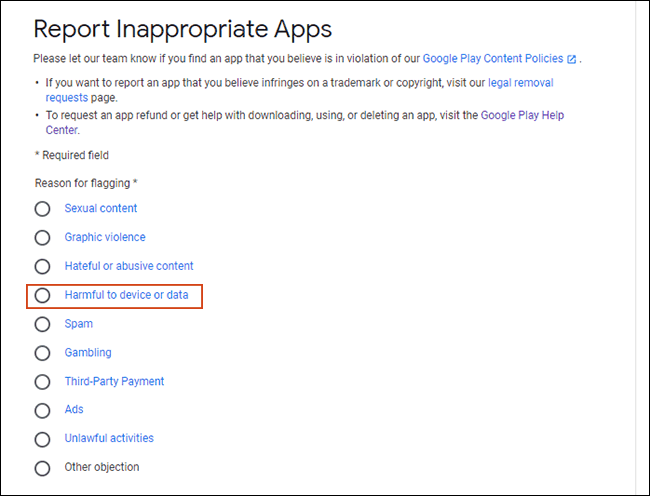 Report Inappropriate Apps
Please let our team know if you find an app that you believe is in violation of our Google Play Content Policies .
• If you want to report an app that you believe infringes on a trademark or copyright, visit our legal removal
requests page.
• To request an app refund or get help with downloading, using, or deleting an app, visit the Google Play Help
Center.
* Required field
Reason for flagging *
Sexual content
Graphic violence
Hateful or abusive content
Harmful to device or data
Spam
Gambling
Third-Party Payment
Ads
Unlawful activities
Other objection